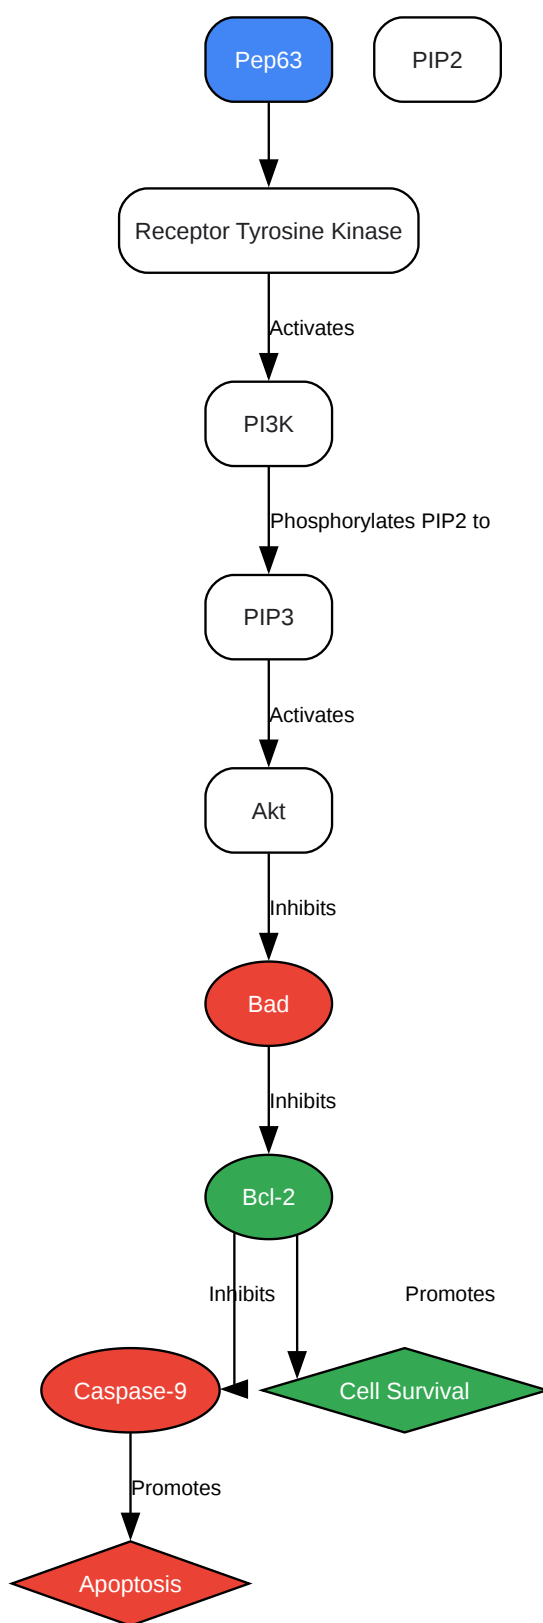 Pep63
PIP2
Receptor Tyrosine Kinase
Activates
PI3K
Phosphorylates PIP2 to
PIP3
Activates
Akt
Inhibits
Bad
Inhibits
Bcl-2
Inhibits
Promotes
Caspase-9
Cell Survival
Promotes
Apoptosis